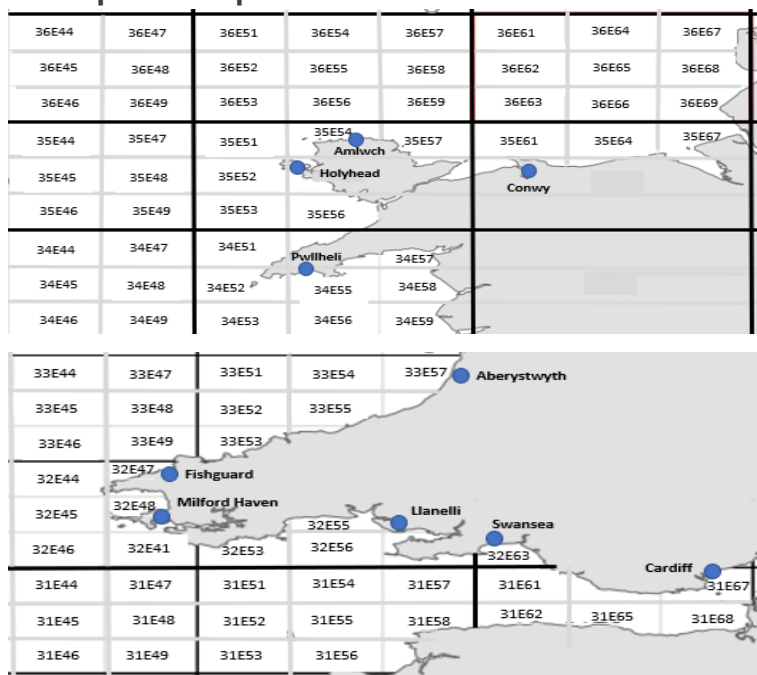 36E44 36E47 36E51 36E54 36E57 36E61 36E64 36E67
36E45 36E48 36E52 36E55 36E58 36E62 36E65 36E68
36E46 36E49 36E53 36E56 36E59 36E63 36E66 36E69
35E44 35E47 35E51 35E54 35E57 35E61 35E64 35E67
Amlwch
35E45 35E48 35E52 Holyhead
Conwy
35E46 35E49 35E53 35E56
34E44 34E47 34E51
Pwllheli 34E57
34E45 34E48 34E52 34E55 34E58
34E46 34E49 34E53 34E56 34E59
33E44 33E47 33E51 33E54 33E57 Aberystwyth
33E45 33E48 33E52 33E55
33E46 33E49 33E53
32E44 32E47 Fishguard
32E45 32E48 Milford Haven
Llanelli
32E55 Swansea
32E46 32E41 32E53 32E56 32E63
Cardiff
31E44 31E47 31E51 31E54 31E57 31E61 31E67
31E45 31E48 31E52 31E55 31E58 31E62 31E65 31E68
31E46 31E49 31E53 31E56